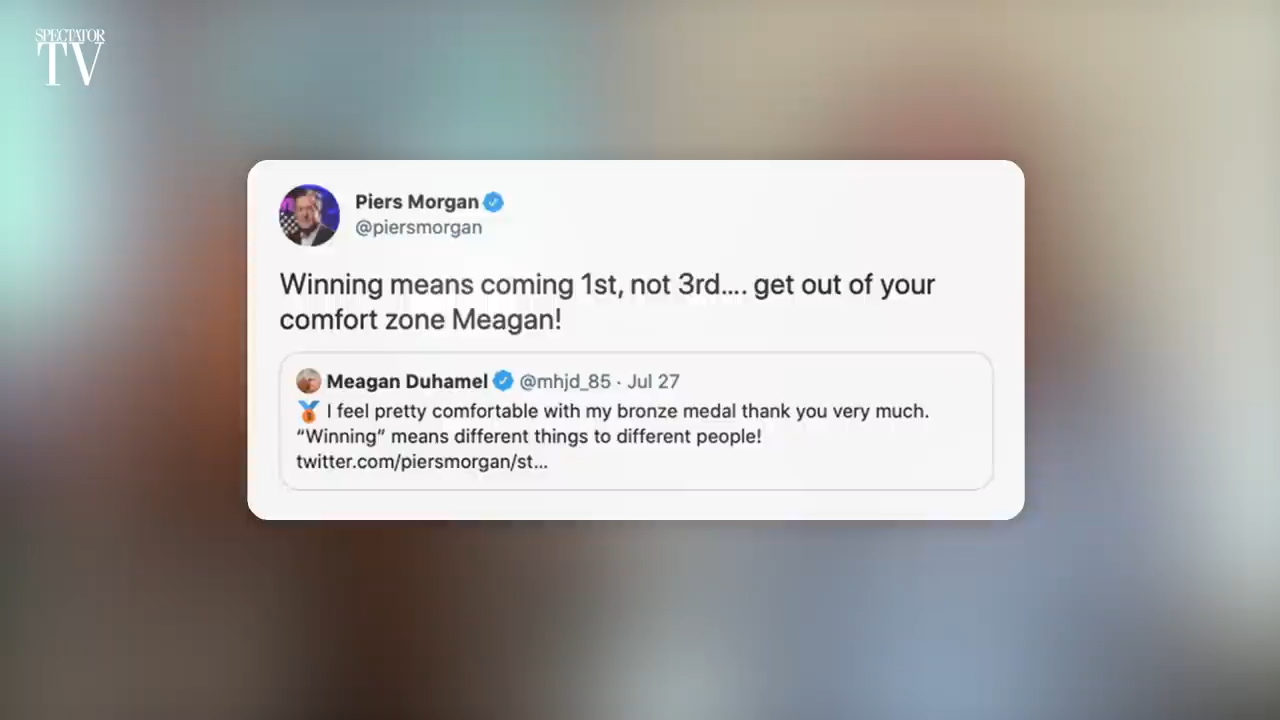 SPECTATOR
TV
Piers Morgan
@piersmorgan
Winning means coming 1st, not 3rd.... get out of your
comfort zone Meagan!
Meagan Duhamel @mhjd_85 · Jul 27
🥉 I feel pretty comfortable with my bronze medal thank you very much.
“Winning” means different things to different people!
twitter.com/piersmorgan/st...